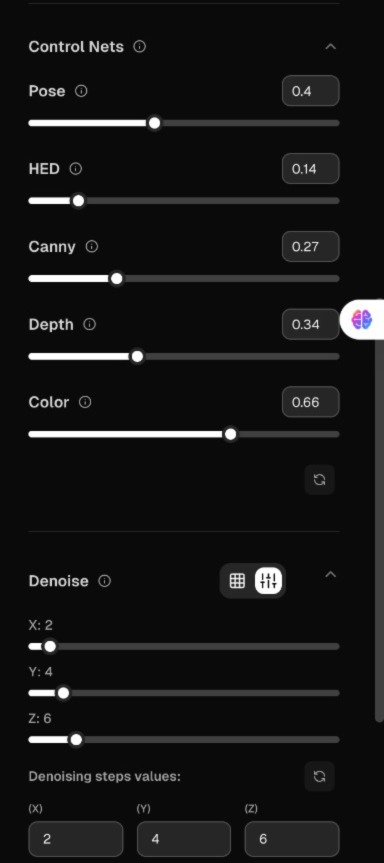 Control Nets
Pose 0.4
HED 0.14
Canny 0.27
Depth 0.34
Color 0.66
Denoise
X: 2
Y: 4
Z: 6
Denoising steps values:
(X) (Y) (Z)
2 4 6